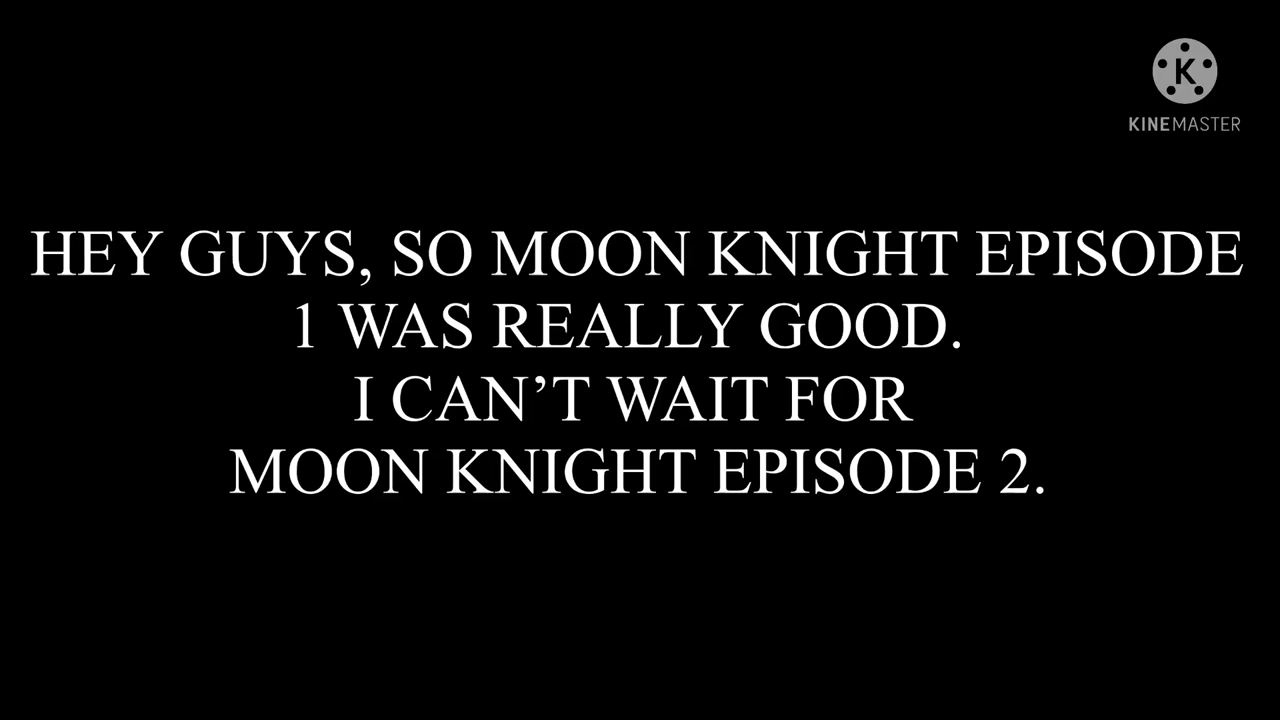 K
KINEMASTER
HEY GUYS, SO MOON KNIGHT EPISODE
1 WAS REALLY GOOD.
I CAN’T WAIT FOR
MOON KNIGHT EPISODE 2.